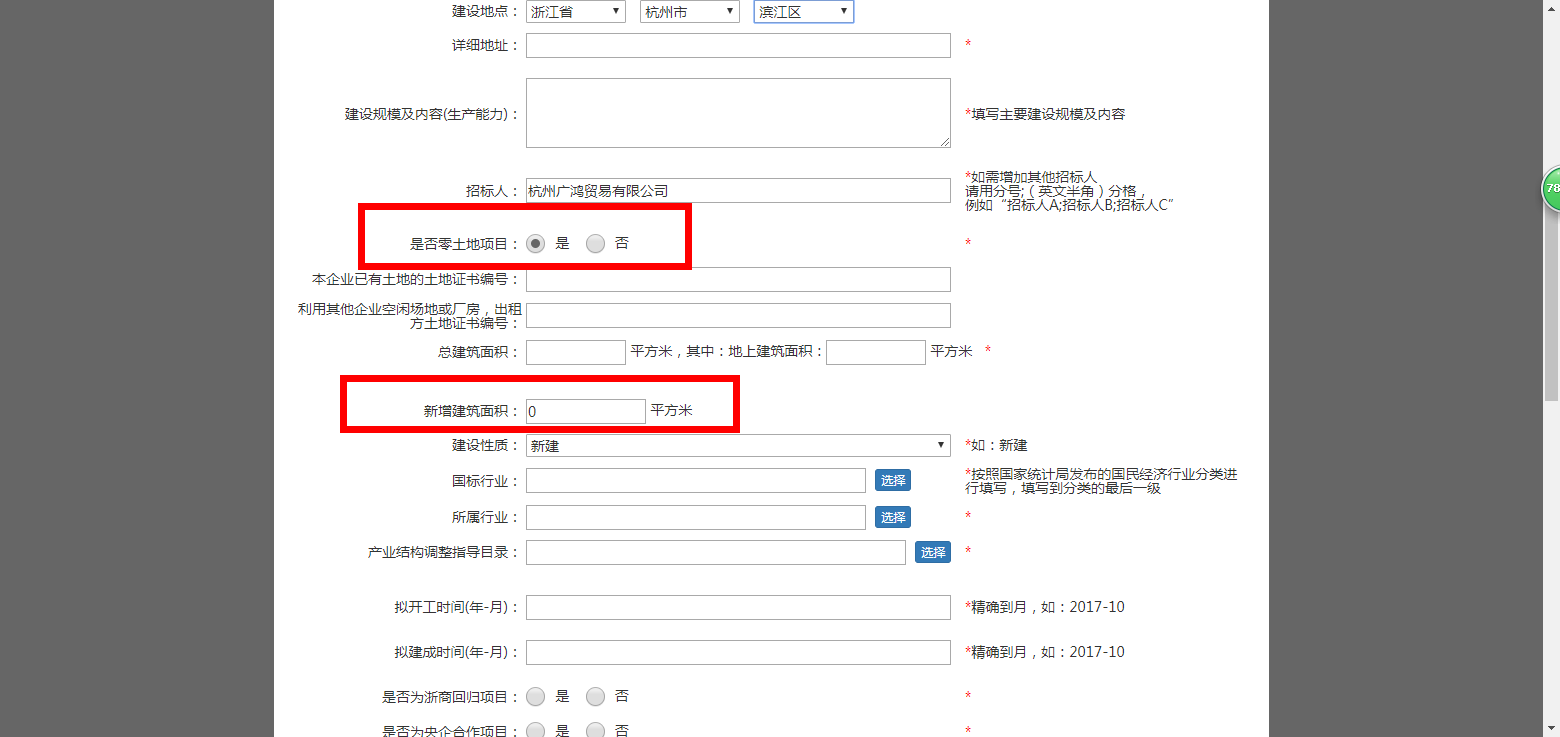 建设地点： 浙江省 杭州市 滨江区
详细地址： *
建设规模及内容(生产能力)： *填写主要建设规模及内容
*如需增加其他招标人
招标人： 杭州广鸿贸易有限公司 请用分号;（英文半角）分格，
例如“招标人A;招标人B;招标人C”
是否零土地项目： 是 否 *
本企业已有土地的土地证书编号：
利用其他企业空闲场地或厂房，出租
方土地证书编号：
总建筑面积： 平方米，其中：地上建筑面积： 平方米 *
新增建筑面积： 0 平方米
建设性质： 新建 *如：新建
国标行业： 选择 *按照国家统计局发布的国民经济行业分类进
行填写，填写到分类的最后一级
所属行业： 选择 *
产业结构调整指导目录： 选择 *
拟开工时间(年-月)： *精确到月，如：2017-10
拟建成时间(年-月)： *精确到月，如：2017-10
是否为浙商回归项目： 是 否 *
是否为央企合作项目： 是 否 *
78